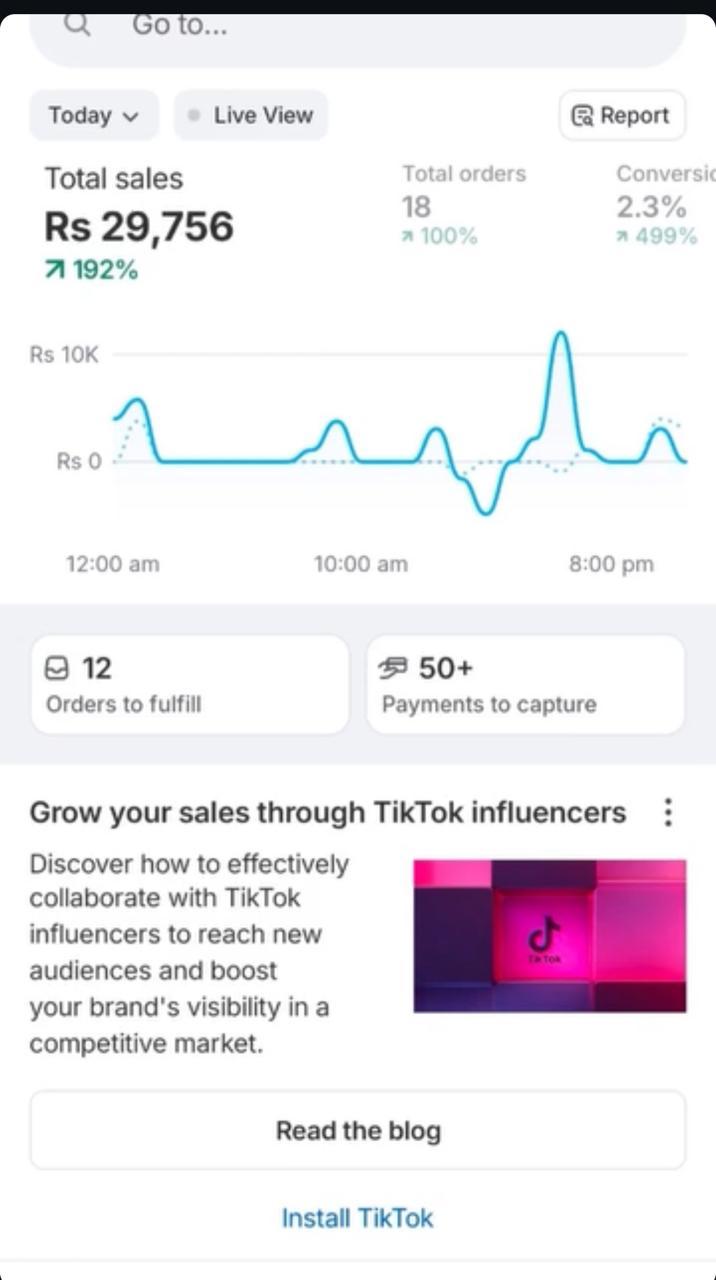 Go to...
Today
Live View
Report
Total sales
Rs 29,756
192%
Total orders
18
100%
Conversio
2.3%
499%
Rs 10K
Rs 0
12:00 am
10:00 am
8:00 pm
12
Orders to fulfill
50+
Payments to capture
Grow your sales through TikTok influencers
Discover how to effectively
collaborate with TikTok
influencers to reach new
audiences and boost
your brand's visibility in a
competitive market.
TikTok
Read the blog
Install TikTok